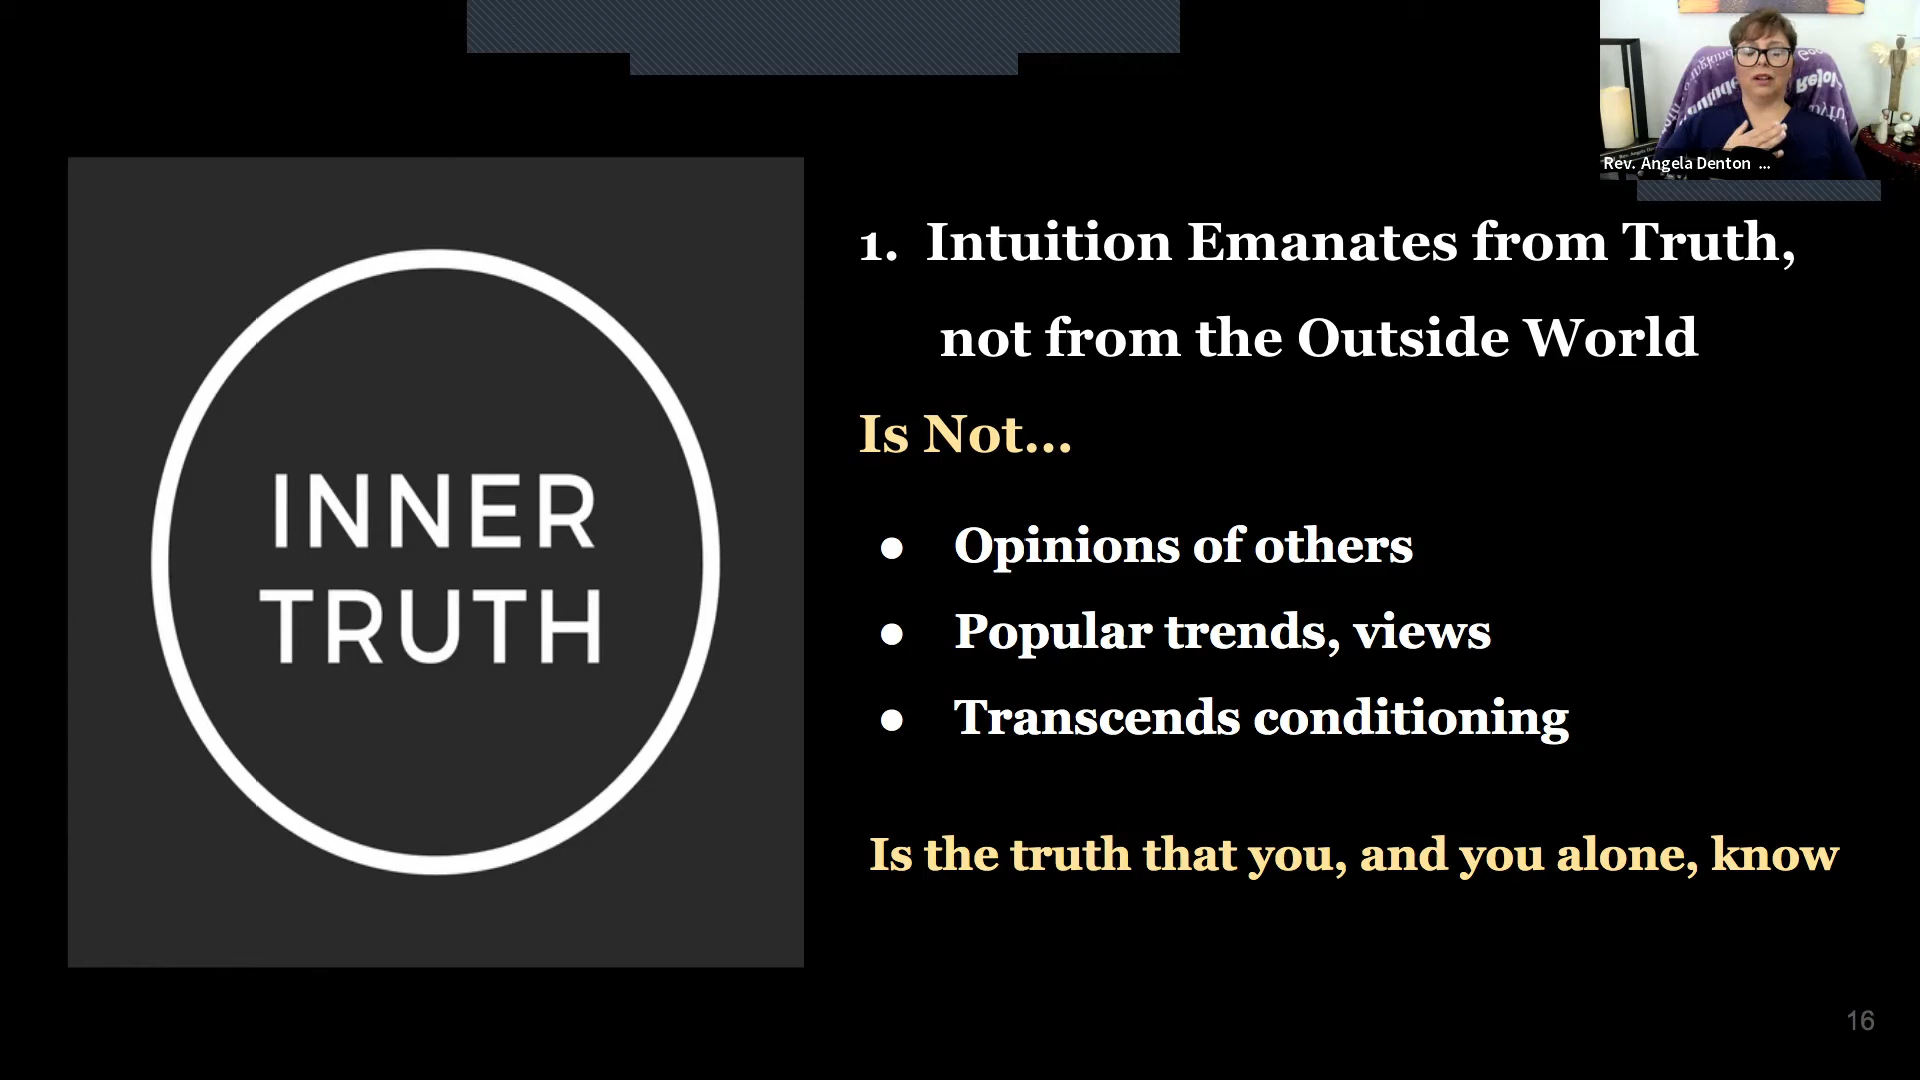 Rev. Angela Denton ...
Rejoi
INNER
TRUTH
1. Intuition Emanates from Truth,
not from the Outside World
Is Not...
● Opinions of others
● Popular trends, views
● Transcends conditioning
Is the truth that you, and you alone, know
16